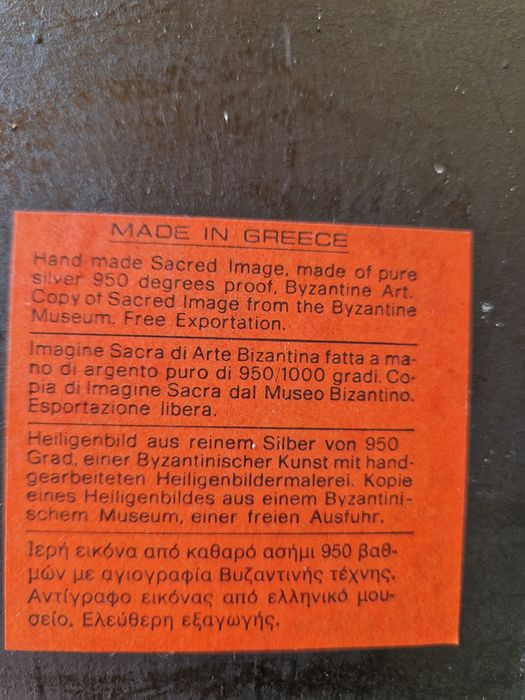 MADE IN GREECE
Hand made Sacred Image, made of pure
silver 950 degrees proof, Byzantine Art.
Copy of Sacred Image from the Byzantine
Museum. Free Exportation.
Imagine Sacra di Arte Bizantina fatta a ma-
no di argento puro di 950/1000 gradi. Co-
pia di Imagine Sacra dal Museo Bizantino.
Esportazione libera.
Heiligenbild aus reinem Silber von 950
Grad, einer Byzantinischer Kunst mit hand-
gearbeiteten Heiligenbildermalerei. Kopie
eines Heiligenbildes aus einem Byzantini-
schem Museum, einer freien Ausfuhr.
Ιερή εικόνα από καθαρό ασήμι 950 βαθ-
μών με αγιογραφία Βυζαντινής τέχνης.
Αντίγραφο εικόνας από ελληνικό μου-
σείο. Ελεύθερη εξαγωγής.